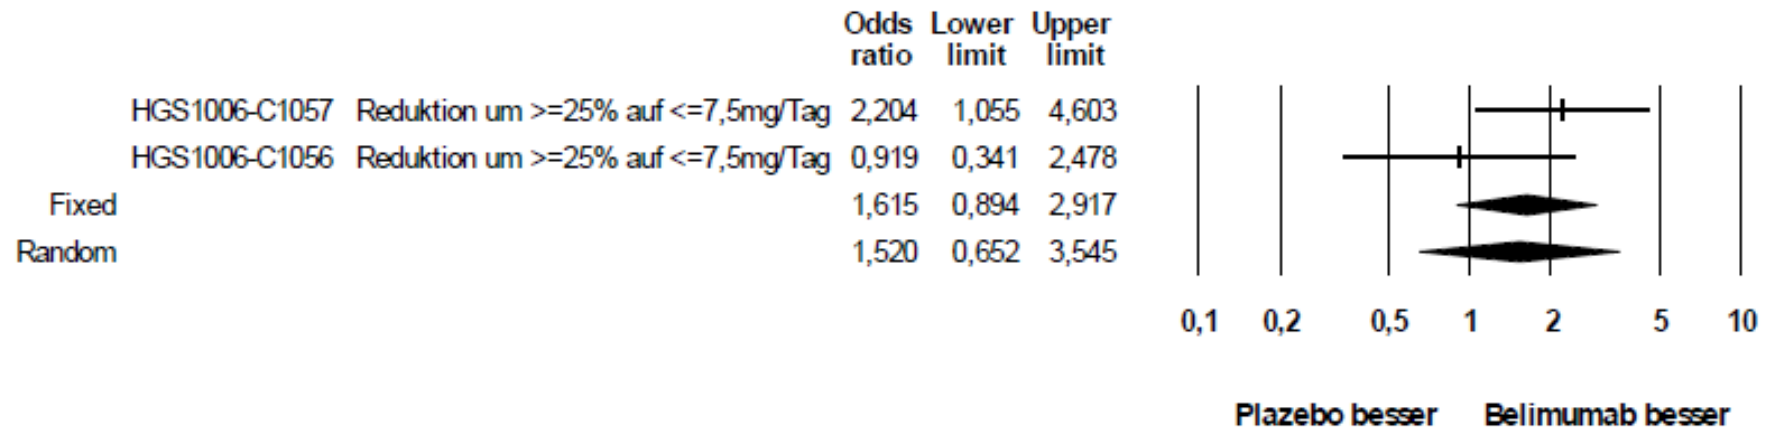 Odds Lower Upper
ratio limit limit
HGS1006-C1057 Reduktion um >=25% auf <=7,5mg/Tag 2,204 1,055 4,603
HGS1006-C1056 Reduktion um >=25% auf <=7,5mg/Tag 0,919 0,341 2,478
Fixed 1,615 0,894 2,917
Random 1,520 0,652 3,545
0,1 0,2 0,5 1 2 5 10
Plazebo besser Belimumab besser